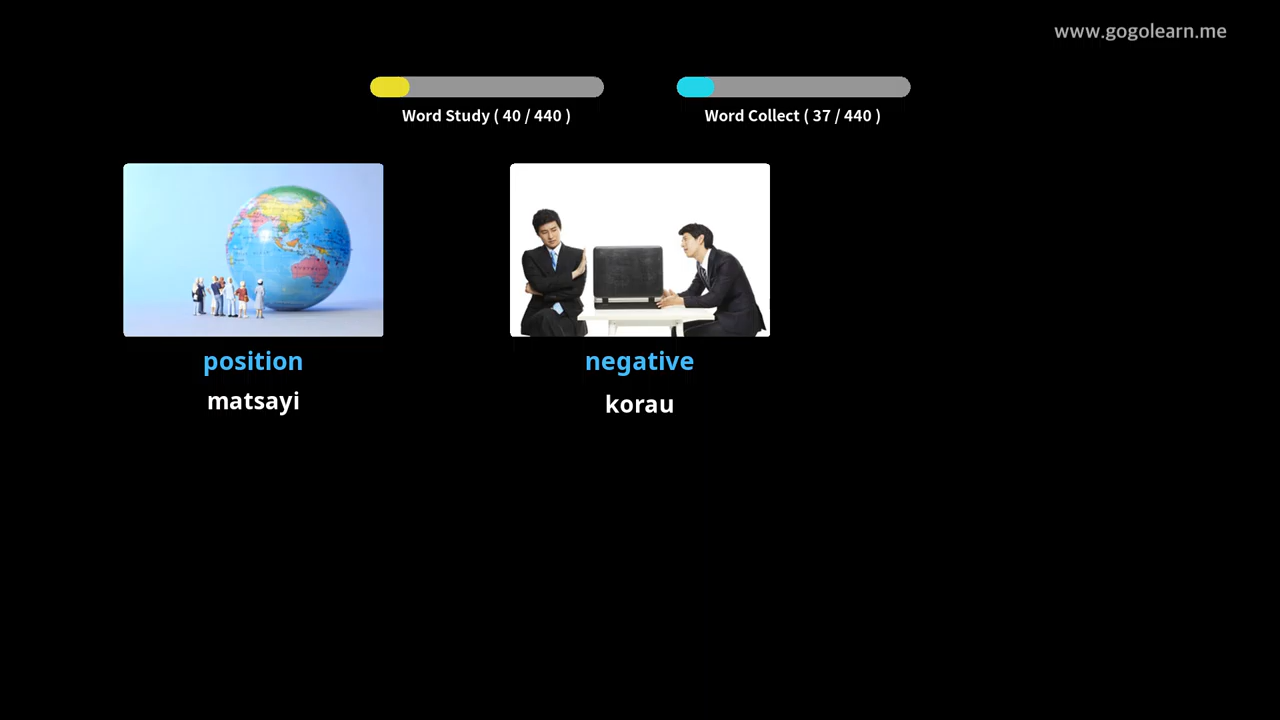 www.gogolearn.me
Word Study ( 40 / 440 )
Word Collect ( 37 / 440 )
position
matsayi
negative
korau